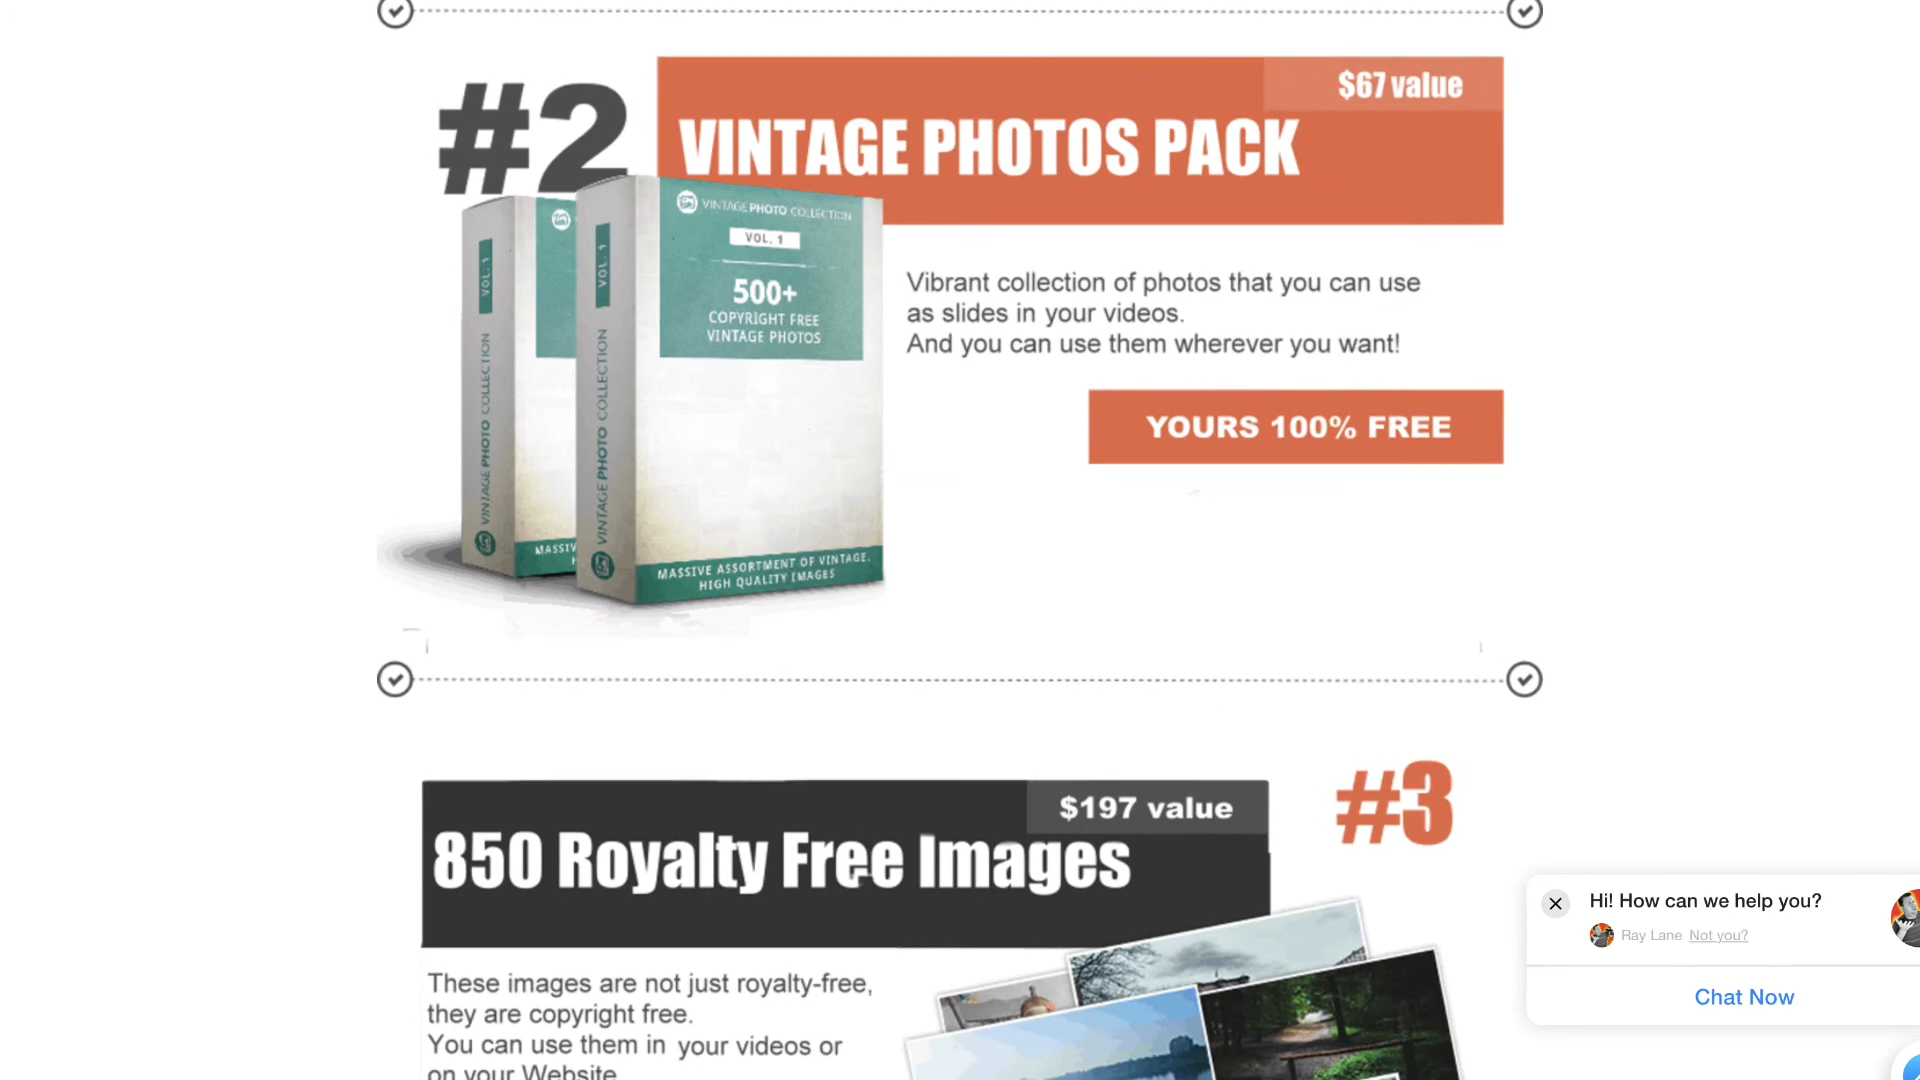 #2
$67 value
VINTAGE PHOTOS PACK
VINTAGE PHOTO COLLECTION
VOL. 1
500+
COPYRIGHT FREE
VINTAGE PHOTOS
VOL. 1
VINTAGE PHOTO COLLECTION
VOL. 1
VINTAGE PHOTO COLLECTION
MASSIVE ASSORTMENT OF VINTAGE,
HIGH QUALITY IMAGES
MASSIV
H
Vibrant collection of photos that you can use
as slides in your videos.
And you can use them wherever you want!
YOURS 100% FREE
$197 value
#3
850 Royalty Free Images
These images are not just royalty-free,
they are copyright free.
You can use them in your videos or
on your Website
Hi! How can we help you?
Ray Lane Not you?
Chat Now